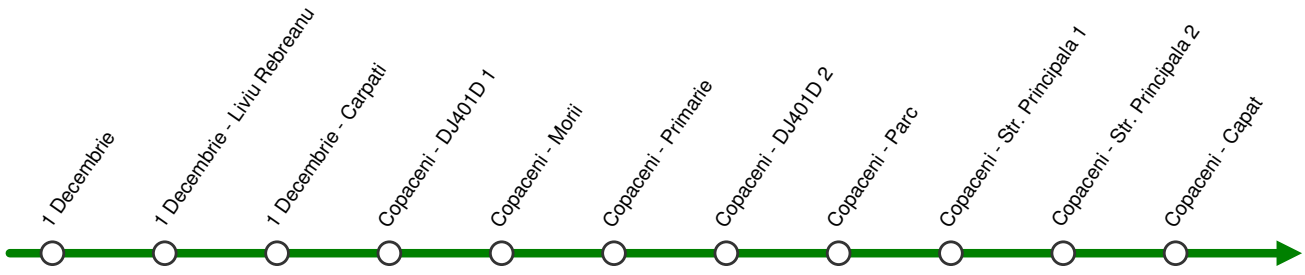 1 Decembrie
1 Decembrie - Liviu Rebreanu
1 Decembrie - Carpati
Copaceni - DJ401D 1
Copaceni - Morii
Copaceni - Primarie
Copaceni - DJ401D 2
Copaceni - Parc
Copaceni - Str. Principala 1
Copaceni - Str. Principala 2
Copaceni - Capat